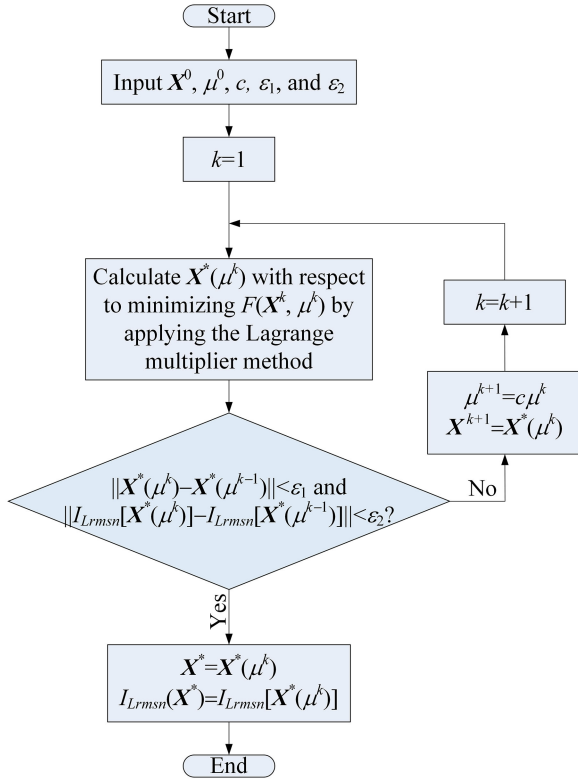 Start
Input X⁰, μ⁰, c, ε₁, and ε₂
k=1
Calculate X*(μᵏ) with respect
to minimizing F(Xᵏ, μᵏ) by
applying the Lagrange
multiplier method
k=k+1
μᵏ⁺¹=cμᵏ
Xᵏ⁺¹=X*(μᵏ)
||X*(μᵏ)−X*(μᵏ⁻¹)||<ε₁ and
||I_Lrmsn[X*(μᵏ)]−I_Lrmsn[X*(μᵏ⁻¹)]||<ε₂?
No
Yes
X*=X*(μᵏ)
I_Lrmsn(X*)=I_Lrmsn[X*(μᵏ)]
End